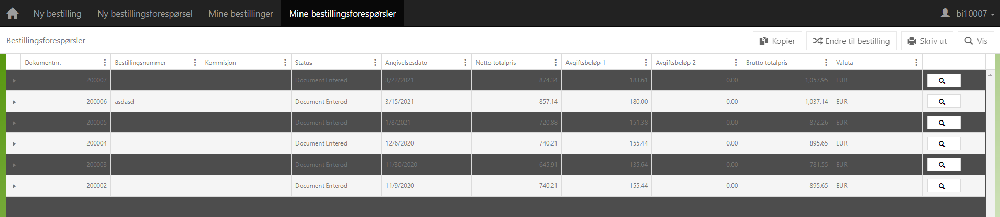 Ny bestilling Ny bestillingsforespørsel Mine bestillinger Mine bestillingsforespørsler bi10007
Bestillingsforespørsler Kopier Endre til bestilling Skriv ut Vis
Dokumentnr. Bestillingsnummer Kommisjon Status Angivelsesdato Netto totalpris Avgiftsbeløp 1 Avgiftsbeløp 2 Brutto totalpris Valuta
200007 Document Entered 3/22/2021 874.34 183.61 0.00 1,057.95 EUR
200006 asdasd Document Entered 3/15/2021 857.14 180.00 0.00 1,037.14 EUR
200005 Document Entered 1/8/2021 720.88 151.38 0.00 872.26 EUR
200004 Document Entered 12/6/2020 740.21 155.44 0.00 895.65 EUR
200003 Document Entered 11/30/2020 645.91 135.64 0.00 781.55 EUR
200002 Document Entered 11/9/2020 740.21 155.44 0.00 895.65 EUR